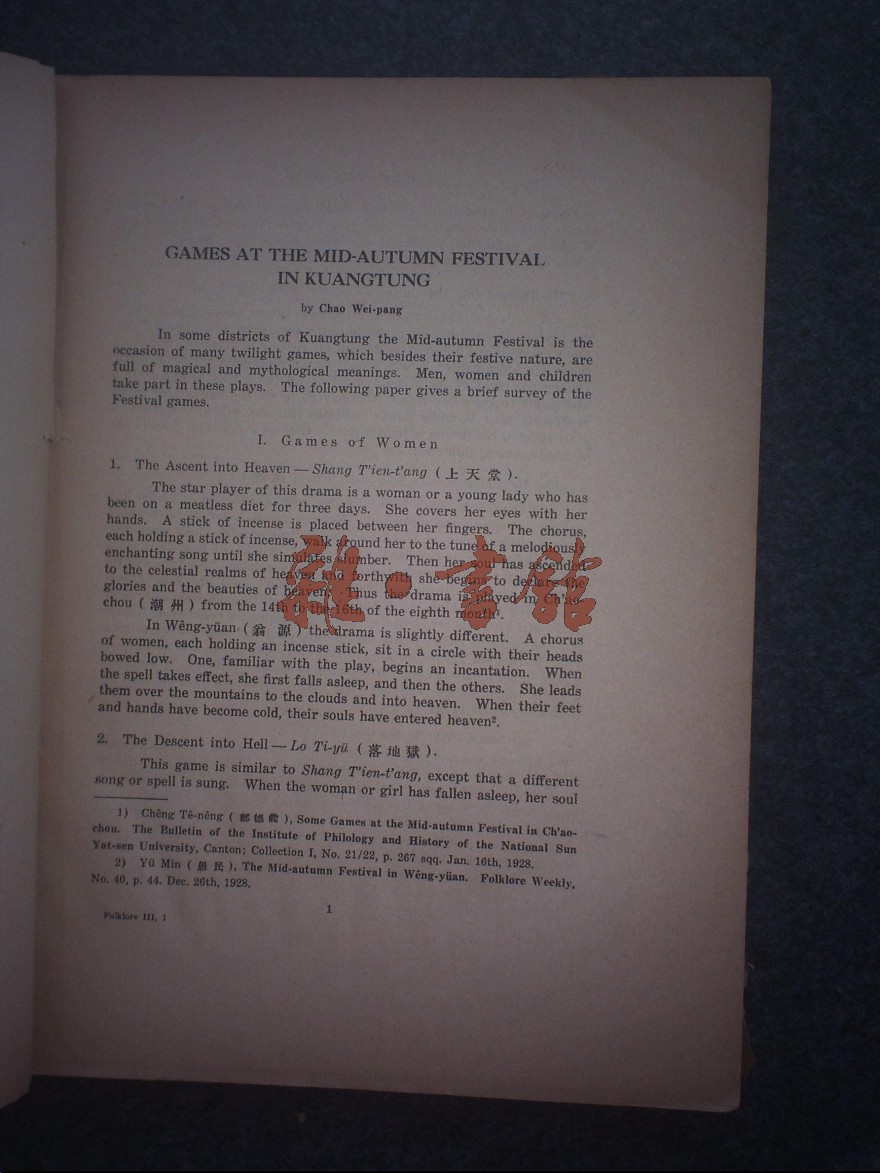 GAMES AT THE MID-AUTUMN FESTIVAL
IN KUANGTUNG
by Chao Wei-pang
In some districts of Kuangtung the Mid-autumn Festival is the
occasion of many twilight games, which besides their festive nature, are
full of magical and mythological meanings. Men, women and children
take part in these plays. The following paper gives a brief survey of the
Festival games.
I. Games of Women
1. The Ascent into Heaven — Shang T'ien-t'ang (上天堂).
The star player of this drama is a woman or a young lady who has
been on a meatless diet for three days. She covers her eyes with her
hands. A stick of incense is placed between her fingers. The chorus,
each holding a stick of incense, walk around her to the tune of a melodiously
enchanting song until she simulates slumber. Then her soul has ascended
to the celestial realms of heaven and forthwith she begins to declare the
glories and the beauties of heaven. Thus the drama is played in Ch'ao-
chou (潮州) from the 14th to the 16th of the eighth month¹.
In Wêng-yüan (翁源) the drama is slightly different. A chorus
of women, each holding an incense stick, sit in a circle with their heads
bowed low. One, familiar with the play, begins an incantation. When
the spell takes effect, she first falls asleep, and then the others. She leads
them over the mountains to the clouds and into heaven. When their feet
and hands have become cold, their souls have entered heaven².
2. The Descent into Hell — Lo Ti-yü (落地獄).
This game is similar to Shang T'ien-t'ang, except that a different
song or spell is sung. When the woman or girl has fallen asleep, her soul
1) Chêng Tê-nêng (鄭德能), Some Games at the Mid-autumn Festival in Ch'ao-
chou. The Bulletin of the Institute of Philology and History of the National Sun
Yat-sen University, Canton; Collection I, No. 21/22, p. 267 sqq. Jan. 16th, 1928.
2) Yü Min (愚民), The Mid-autumn Festival in Wêng-yüan. Folklore Weekly,
No. 40, p. 44. Dec. 26th, 1928.
1
Folklore III, 1
雜·書館